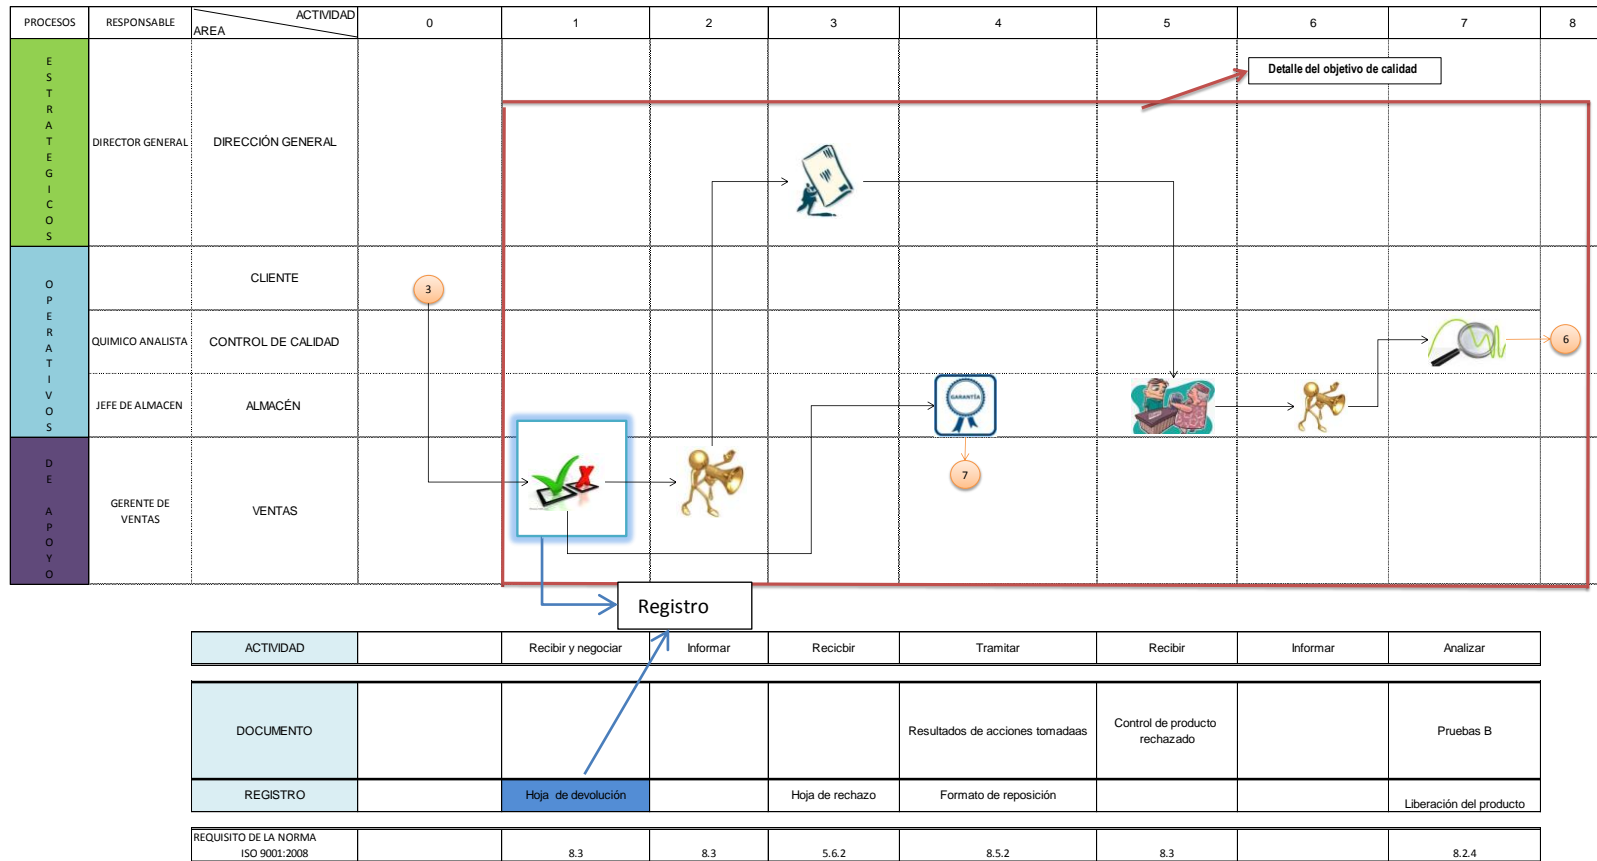 PROCESOS RESPONSABLE ACTIVIDAD AREA 0 1 2 3 4 5 6 7 8
Detalle del objetivo de calidad
ESTRATEGICOS
DIRECTOR GENERAL DIRECCIÓN GENERAL
OPERATIVOS
CLIENTE
3
QUIMICO ANALISTA CONTROL DE CALIDAD
6
JEFE DE ALMACEN ALMACÉN
GARANTÍA
7
DE APOYO
GERENTE DE VENTAS VENTAS
Registro
ACTIVIDAD Recibir y negociar Informar Recicbir Tramitar Recibir Informar Analizar
DOCUMENTO Resultados de acciones tomadaas Control de producto rechazado Pruebas B
REGISTRO Hoja de devolución Hoja de rechazo Formato de reposición Liberación del producto
REQUISITO DE LA NORMA
ISO 9001:2008 8.3 8.3 5.6.2 8.5.2 8.3 8.2.4